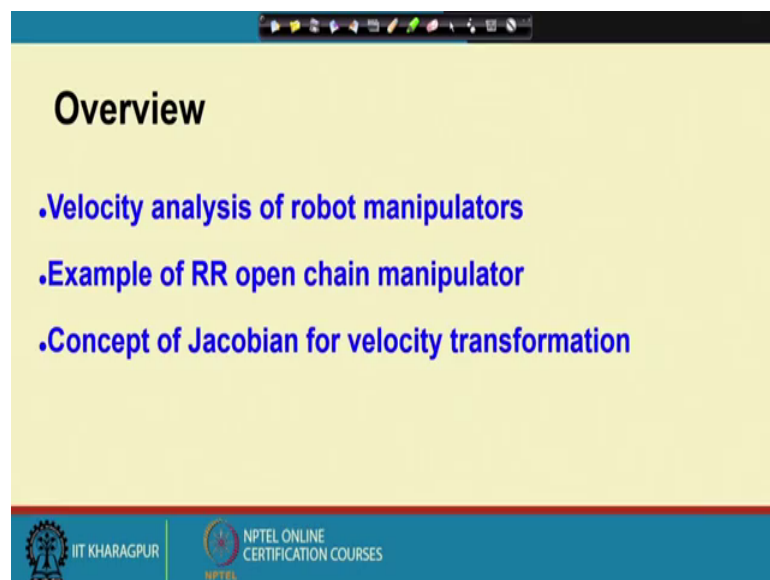 Overview
•Velocity analysis of robot manipulators
•Example of RR open chain manipulator
•Concept of Jacobian for velocity transformation
IIT KHARAGPUR
NPTEL ONLINE
CERTIFICATION COURSES
NPTEL